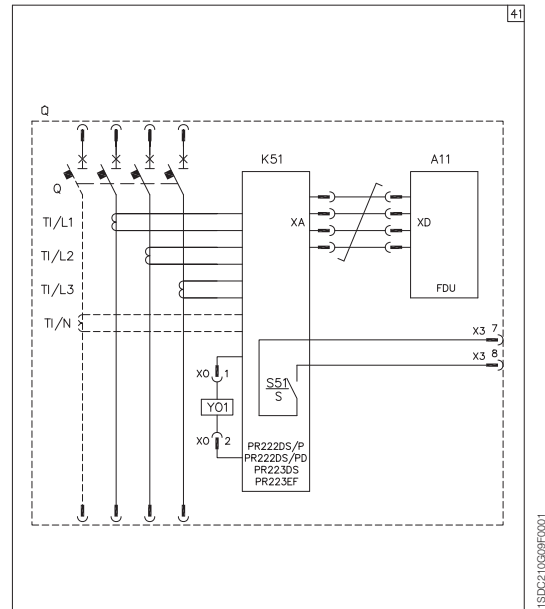 41
Q
K51
A11
Q
TI/L1
XA
XD
TI/L2
TI/L3
FDU
TI/N
X3 7
X3 8
X0 1
S51
S
Y01
X0 2
PR222DS/P
PR222DS/PD
PR223DS
PR223EF
1SDC210G09F0001